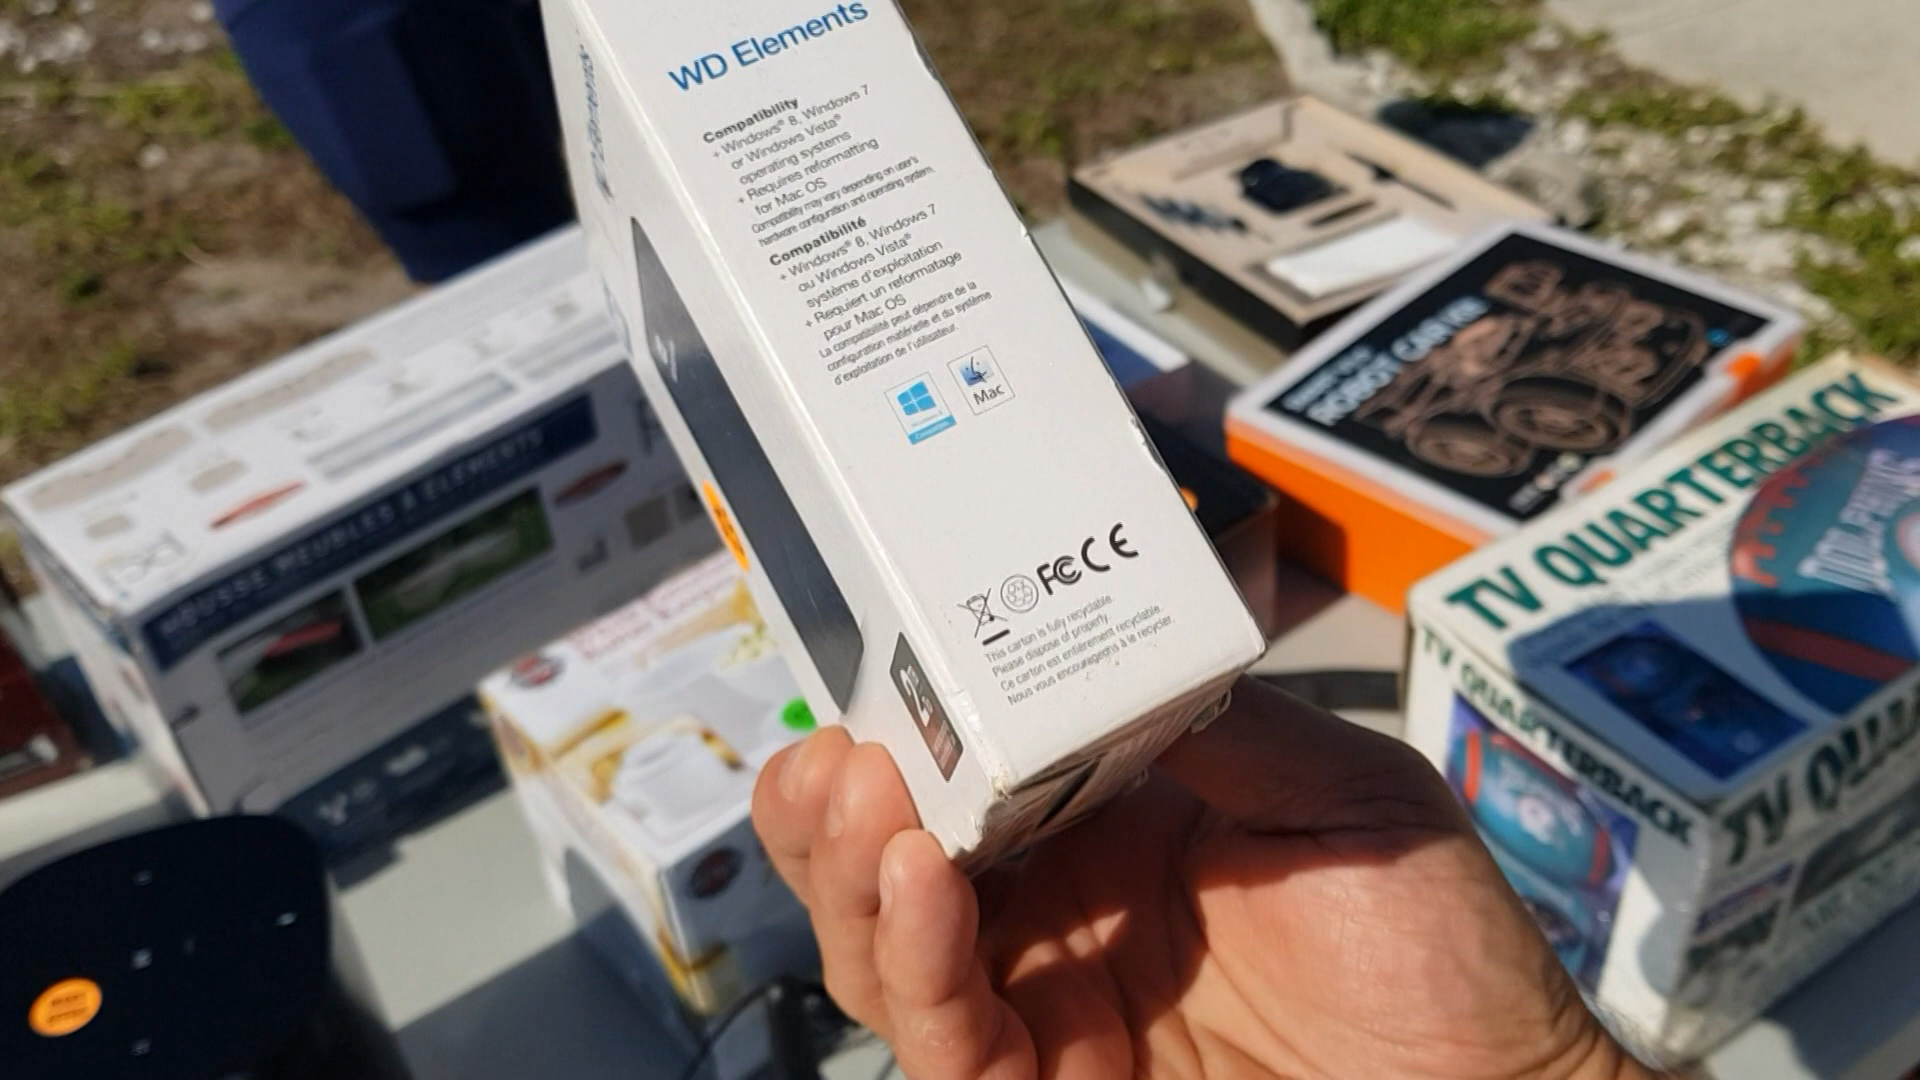 WD Elements
Compatibility
+ Windows® 8, Windows 7
or Windows Vista®
operating systems
+ Requires reformatting
for Mac OS
Compatibility may vary depending on user's
hardware configuration and operating system.
Compatibilité
+ Windows® 8, Windows 7
ou Windows Vista®
système d'exploitation
+ Requiert un reformatage
pour Mac OS
La compatibilité peut dépendre de la
configuration matérielle et du système
d'exploitation de l'utilisateur.
Mac
FC CE
This carton is fully recyclable.
Please dispose of properly.
Ce carton est entièrement recyclable.
Nous vous encourageons à le recycler.
HOUSSE MEUBLES À ÉLÉMENTS
ROBOT CAR
TV QUARTERBACK
TV QUARTERBACK